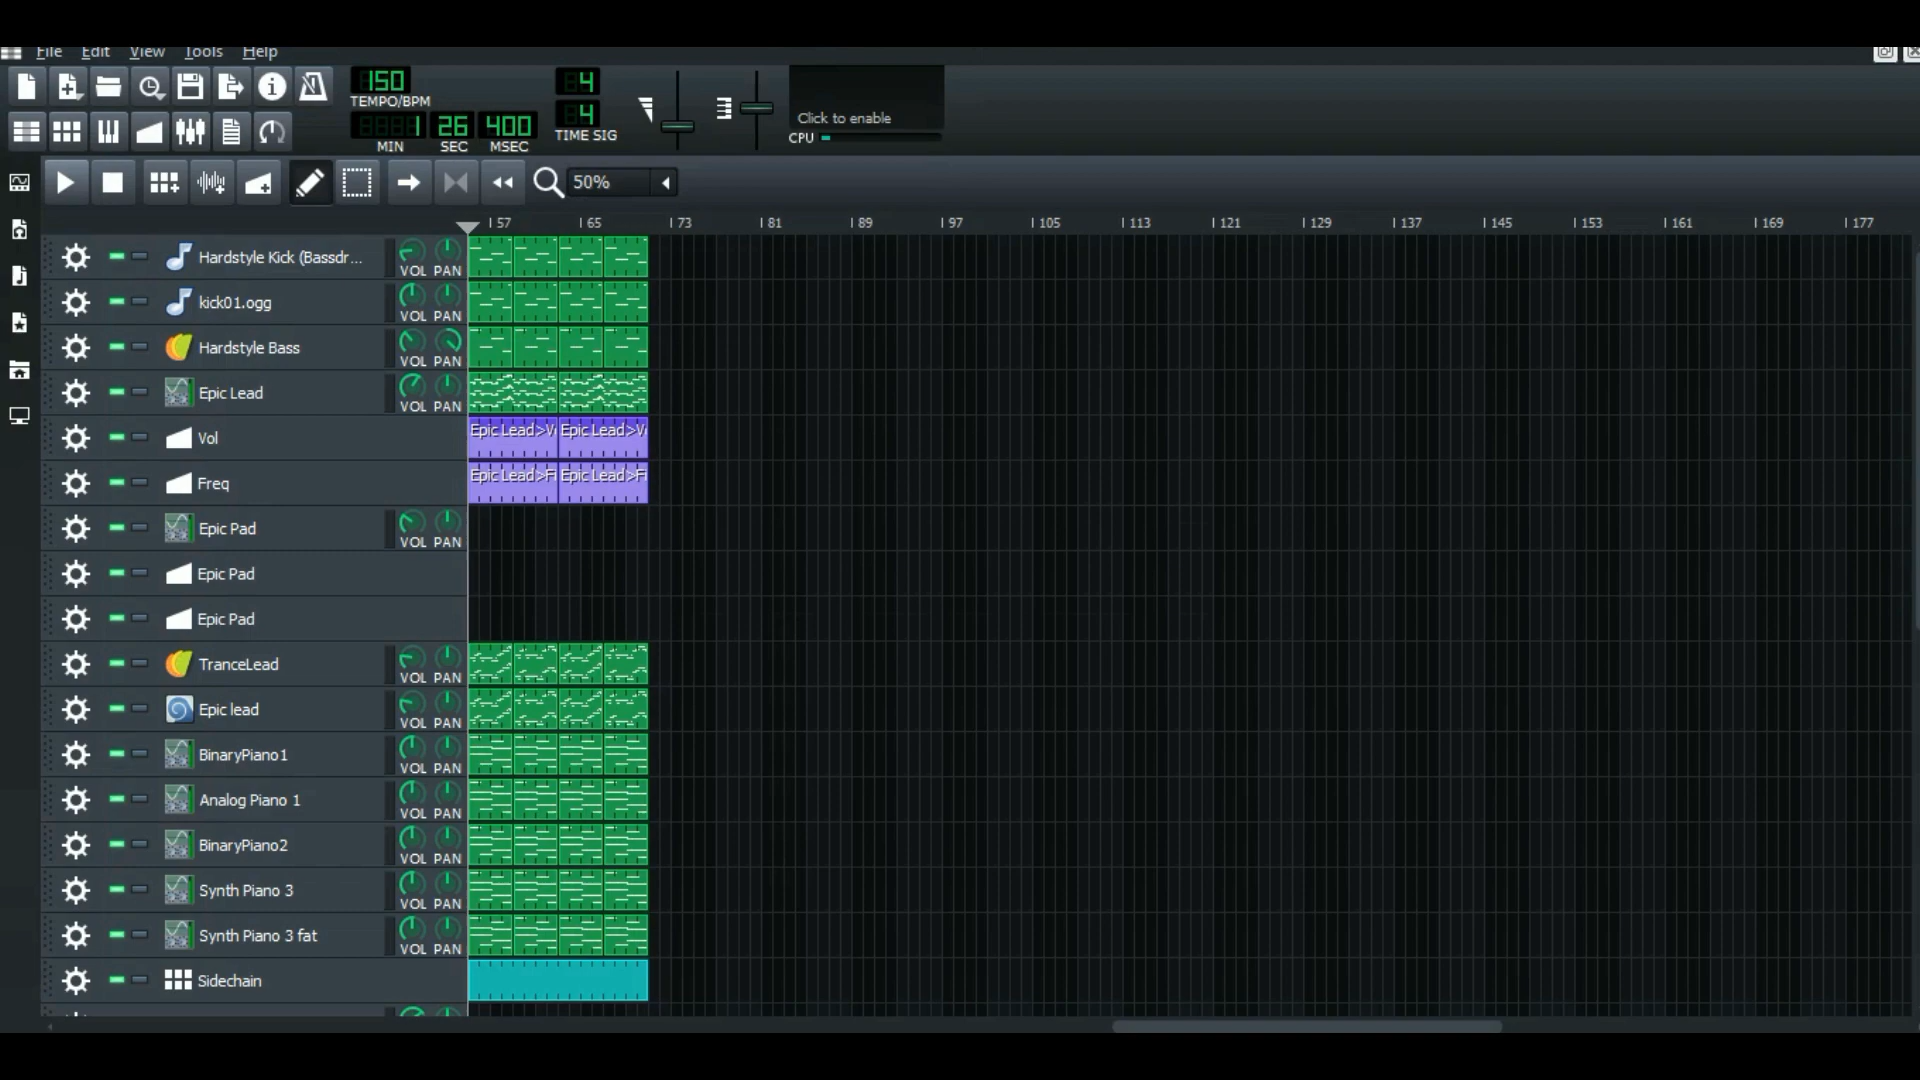 File Edit View Tools Help
150
TEMPO/BPM
1 26 400
MIN SEC MSEC
4
4
TIME SIG
Click to enable
CPU
50%
57 65 73 81 89 97 105 113 121 129 137 145 153 161 169 177
Hardstyle Kick (Bassdr... VOL PAN
kick01.ogg VOL PAN
Hardstyle Bass VOL PAN
Epic Lead VOL PAN
Vol Epic Lead>V Epic Lead>V
Freq Epic Lead>F Epic Lead>F
Epic Pad VOL PAN
Epic Pad
Epic Pad
TranceLead VOL PAN
Epic lead VOL PAN
BinaryPiano1 VOL PAN
Analog Piano 1 VOL PAN
BinaryPiano2 VOL PAN
Synth Piano 3 VOL PAN
Synth Piano 3 fat VOL PAN
Sidechain